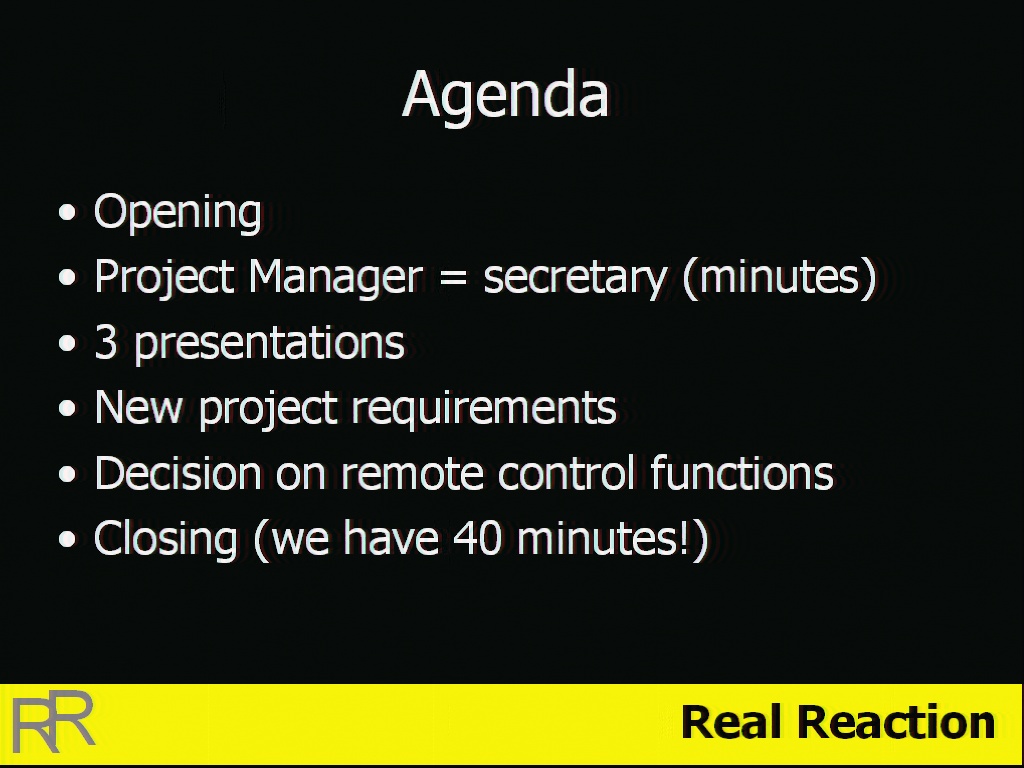 Agenda
• Opening
• Project Manager = secretary (minutes)
• 3 presentations
• New project requirements
• Decision on remote control functions
• Closing (we have 40 minutes!)
RR
Real Reaction